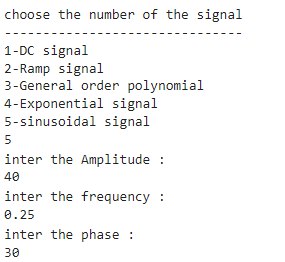 choose the number of the signal
-------------------------------
1-DC signal
2-Ramp signal
3-General order polynomial
4-Exponential signal
5-sinusoidal signal
5
inter the Amplitude :
40
inter the frequency :
0.25
inter the phase :
30